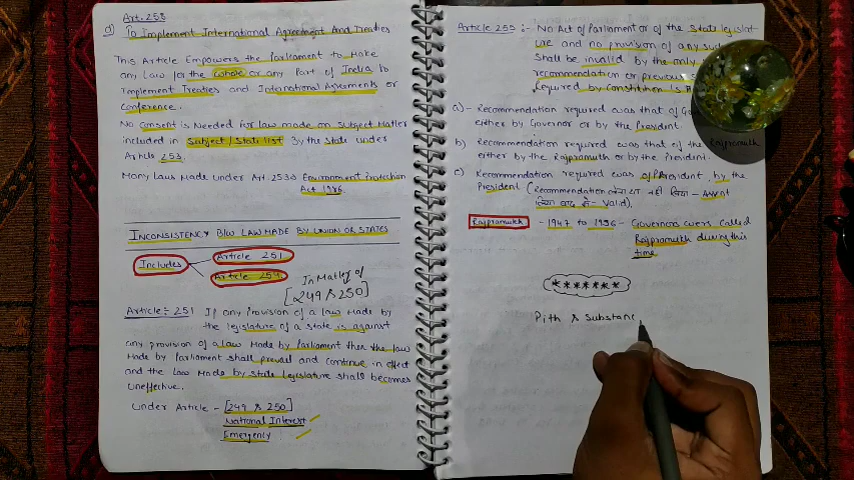 Art. 253
d) To Implement International Agreement And Treaties
This Article Empowers the Parliament to Make
any Law for the whole or any Part of India to
Implement Treaties and International Agreements or
Conference.
No Consent is Needed for law made on Subject Matter
included in Subject/State list by the State under
Article 253.
Many Laws Made under Art. 253
Environment Protection
Act 1986.
INCONSISTENCY B/W LAW MADE BY UNION OR STATES
Includes
Article 251
Article 254
In Matter of
[249 & 250]
Article :- 251 If any Provision of a law Made by
the legislature of a state is against
any provision of a law Made by Parliament then the law
Made by Parliament shall prevail and continue in effect
and the Law Made by state legislature shall becomes
uneffective.
Under Article - [249 & 250]
National Interest
Emergency
Article 255 :- No Act of Parliament or of the State legislat-
ure and no provision of any
shall be invalid by the only
recommendation or previous
required by Constitution is
a) - Recommendation required was that of
either by Governor or by the President.
b) Recommendation required was that of the Rajpramukh
either by the Rajpramukh or by the President.
c) Recommendation required was of President, by the
President (Recommendation - Assent
- Valid).
Rajpramukh - 1947 to 1956 - Governors were called
Rajpramukh during this
time
*******
Pith & Substanc